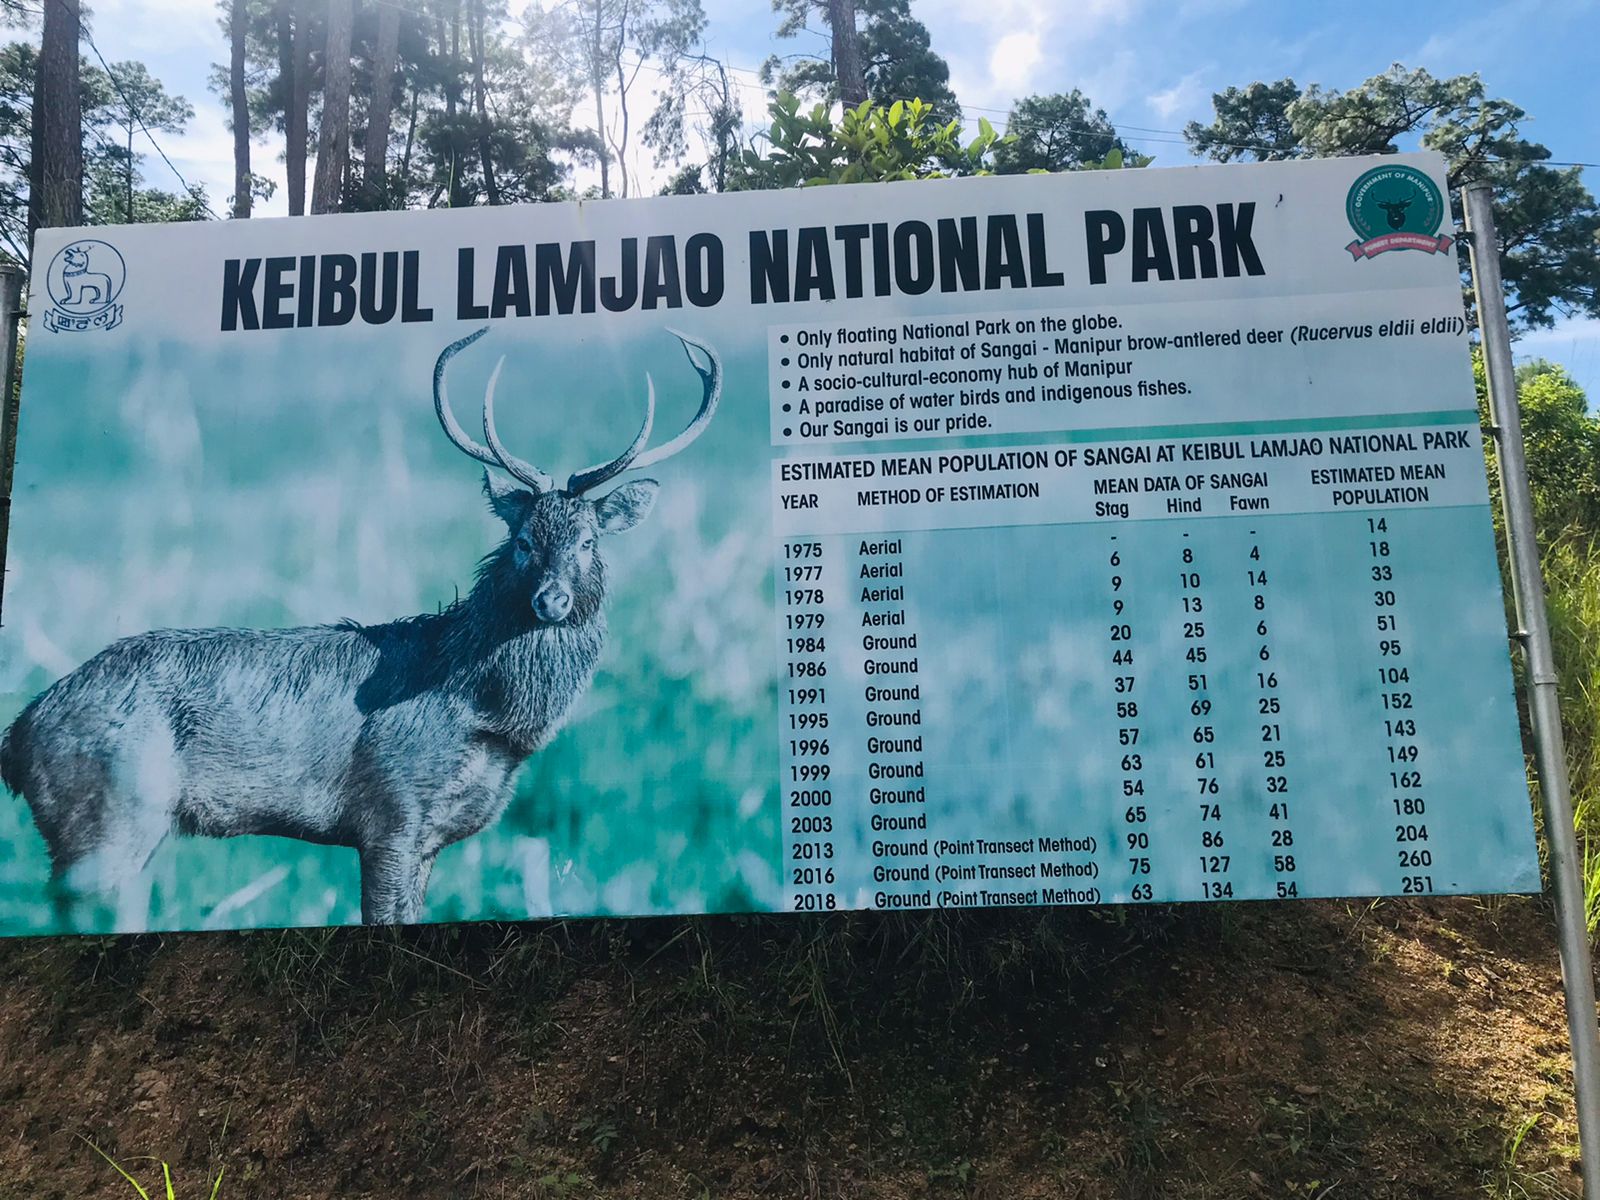 KEIBUL LAMJAO NATIONAL PARK
GOVERNMENT OF MANIPUR
FOREST DEPARTMENT
• Only floating National Park on the globe.
• Only natural habitat of Sangai - Manipur brow-antlered deer (Rucervus eldii eldii)
• A socio-cultural-economy hub of Manipur
• A paradise of water birds and indigenous fishes.
• Our Sangai is our pride.
ESTIMATED MEAN POPULATION OF SANGAI AT KEIBUL LAMJAO NATIONAL PARK
YEAR METHOD OF ESTIMATION MEAN DATA OF SANGAI ESTIMATED MEAN POPULATION
Stag Hind Fawn
1975 Aerial - - - 14
1977 Aerial 6 8 4 18
1978 Aerial 9 10 14 33
1979 Aerial 9 13 8 30
1984 Ground 20 25 6 51
1986 Ground 44 45 6 95
1991 Ground 37 51 16 104
1995 Ground 58 69 25 152
1996 Ground 57 65 21 143
1999 Ground 63 61 25 149
2000 Ground 54 76 32 162
2003 Ground 65 74 41 180
2013 Ground (Point Transect Method) 90 86 28 204
2016 Ground (Point Transect Method) 75 127 58 260
2018 Ground (Point Transect Method) 63 134 54 251